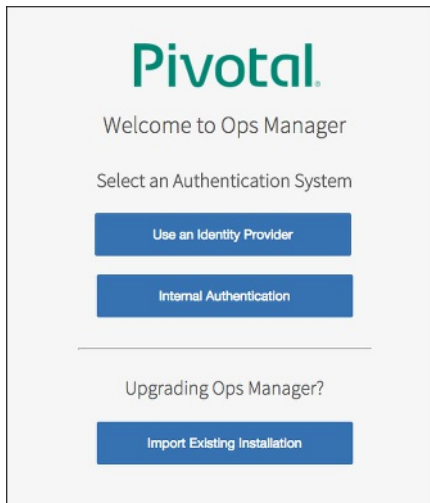 Pivotal®
Welcome to Ops Manager
Select an Authentication System
Use an Identity Provider
Internal Authentication
Upgrading Ops Manager?
Import Existing Installation